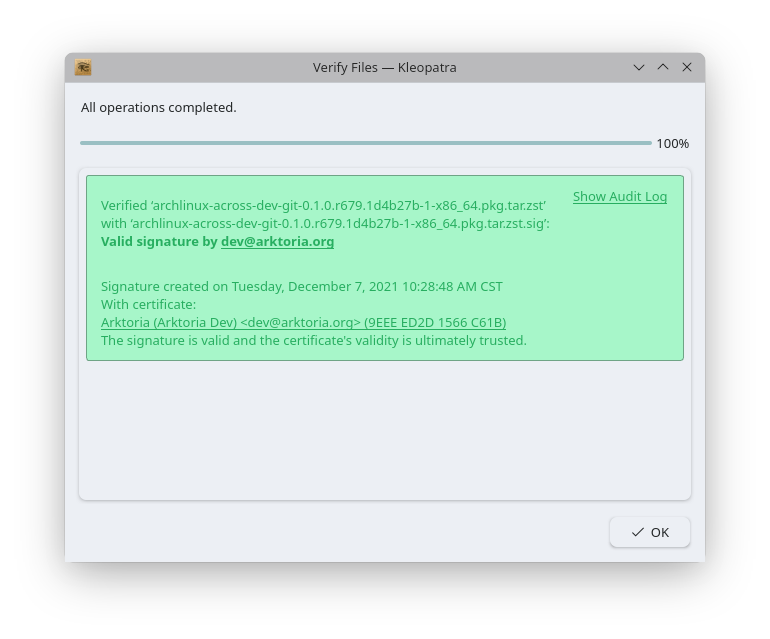 Verify Files — Kleopatra
All operations completed.
100%
Show Audit Log
Verified ‘archlinux-across-dev-git-0.1.0.r679.1d4b27b-1-x86_64.pkg.tar.zst’
with ‘archlinux-across-dev-git-0.1.0.r679.1d4b27b-1-x86_64.pkg.tar.zst.sig’:
Valid signature by dev@arktoria.org
Signature created on Tuesday, December 7, 2021 10:28:48 AM CST
With certificate:
Arktoria (Arktoria Dev) <dev@arktoria.org> (9EEE ED2D 1566 C61B)
The signature is valid and the certificate's validity is ultimately trusted.
OK